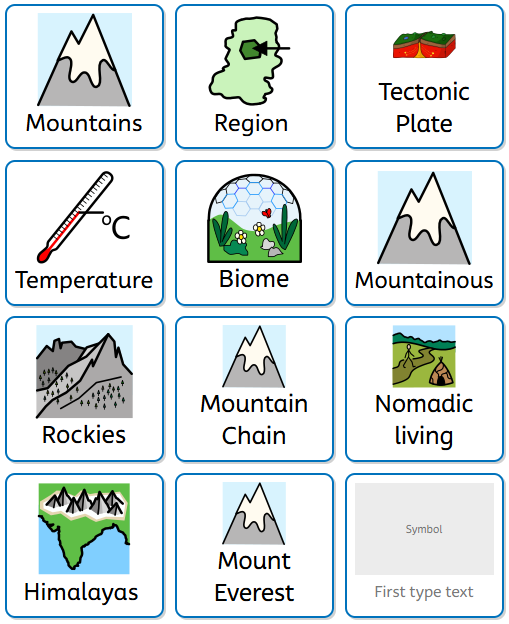 Mountains
Region
Tectonic
Plate
°C
Temperature
Biome
Mountainous
Rockies
Mountain
Chain
Nomadic
living
Himalayas
Mount
Everest
Symbol
First type text